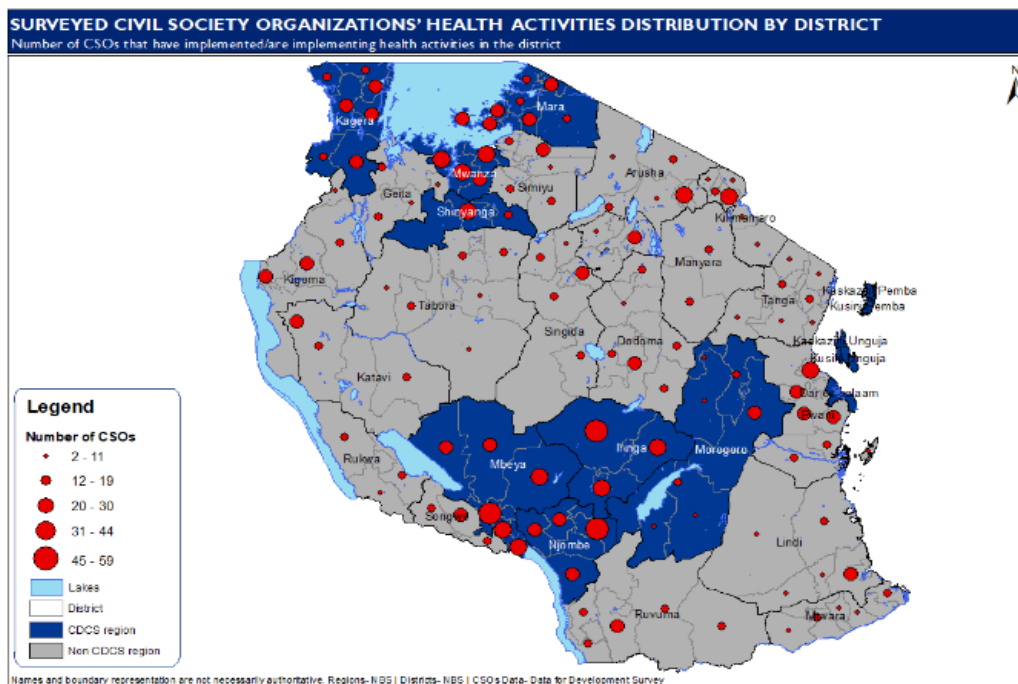 SURVEYED CIVIL SOCIETY ORGANIZATIONS' HEALTH ACTIVITIES DISTRIBUTION BY DISTRICT
Number of CSOs that have implemented/are implementing health activities in the district
N
Kagera
Mara
Mwanza
Geita
Simiyu
Arusha
Shinyanga
Kilimanjaro
Kigoma
Manyara
Tabora
Tanga
Kaskazini Pemba
Kusini Pemba
Singida
Dodoma
Kaskazini Unguja
Kusini Unguja
Katavi
Dar es salaam
Pwani
Rukwa
Mbeya
Iringa
Morogoro
Songwe
Njombe
Lindi
Ruvuma
Mtwara
Legend
Number of CSOs
2 - 11
12 - 19
20 - 30
31 - 44
45 - 59
Lakes
District
CDCS region
Non CDCS region
Names and boundary representation are not necessarily authoritative. Regions- NBS | Districts- NBS | CSOs Data- Data for Development Survey